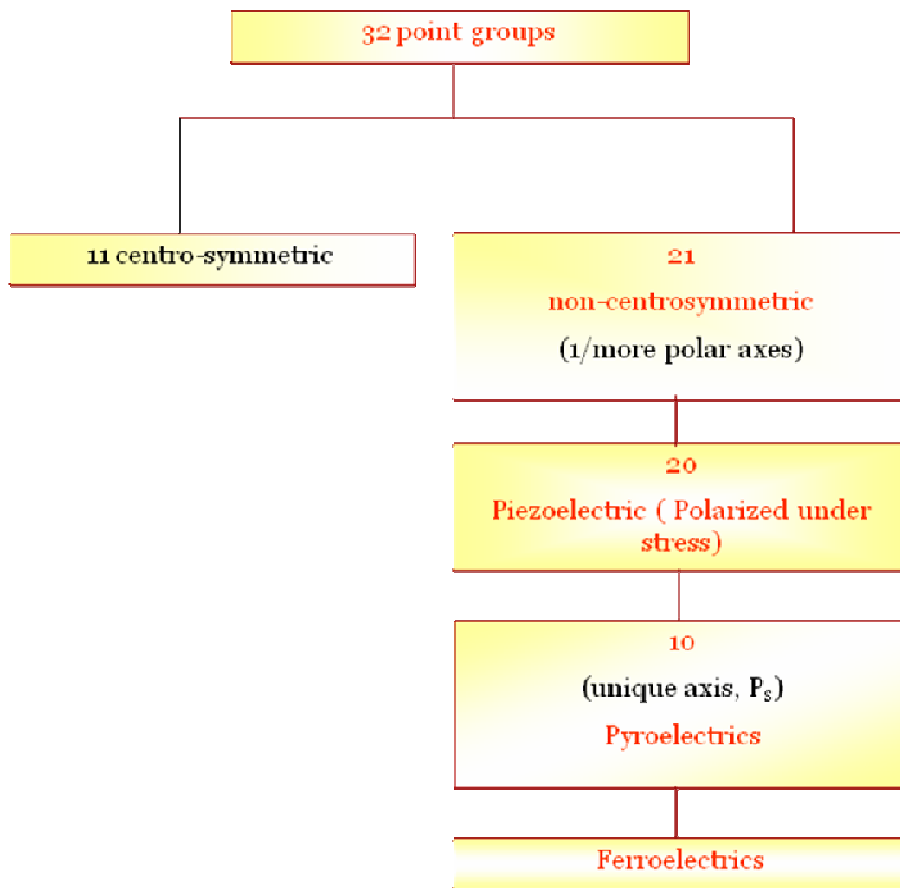 32 point groups
11 centro-symmetric
21
non-centrosymmetric
(1/more polar axes)
20
Piezoelectric ( Polarized under
stress)
10
(unique axis, Ps)
Pyroelectrics
Ferroelectrics